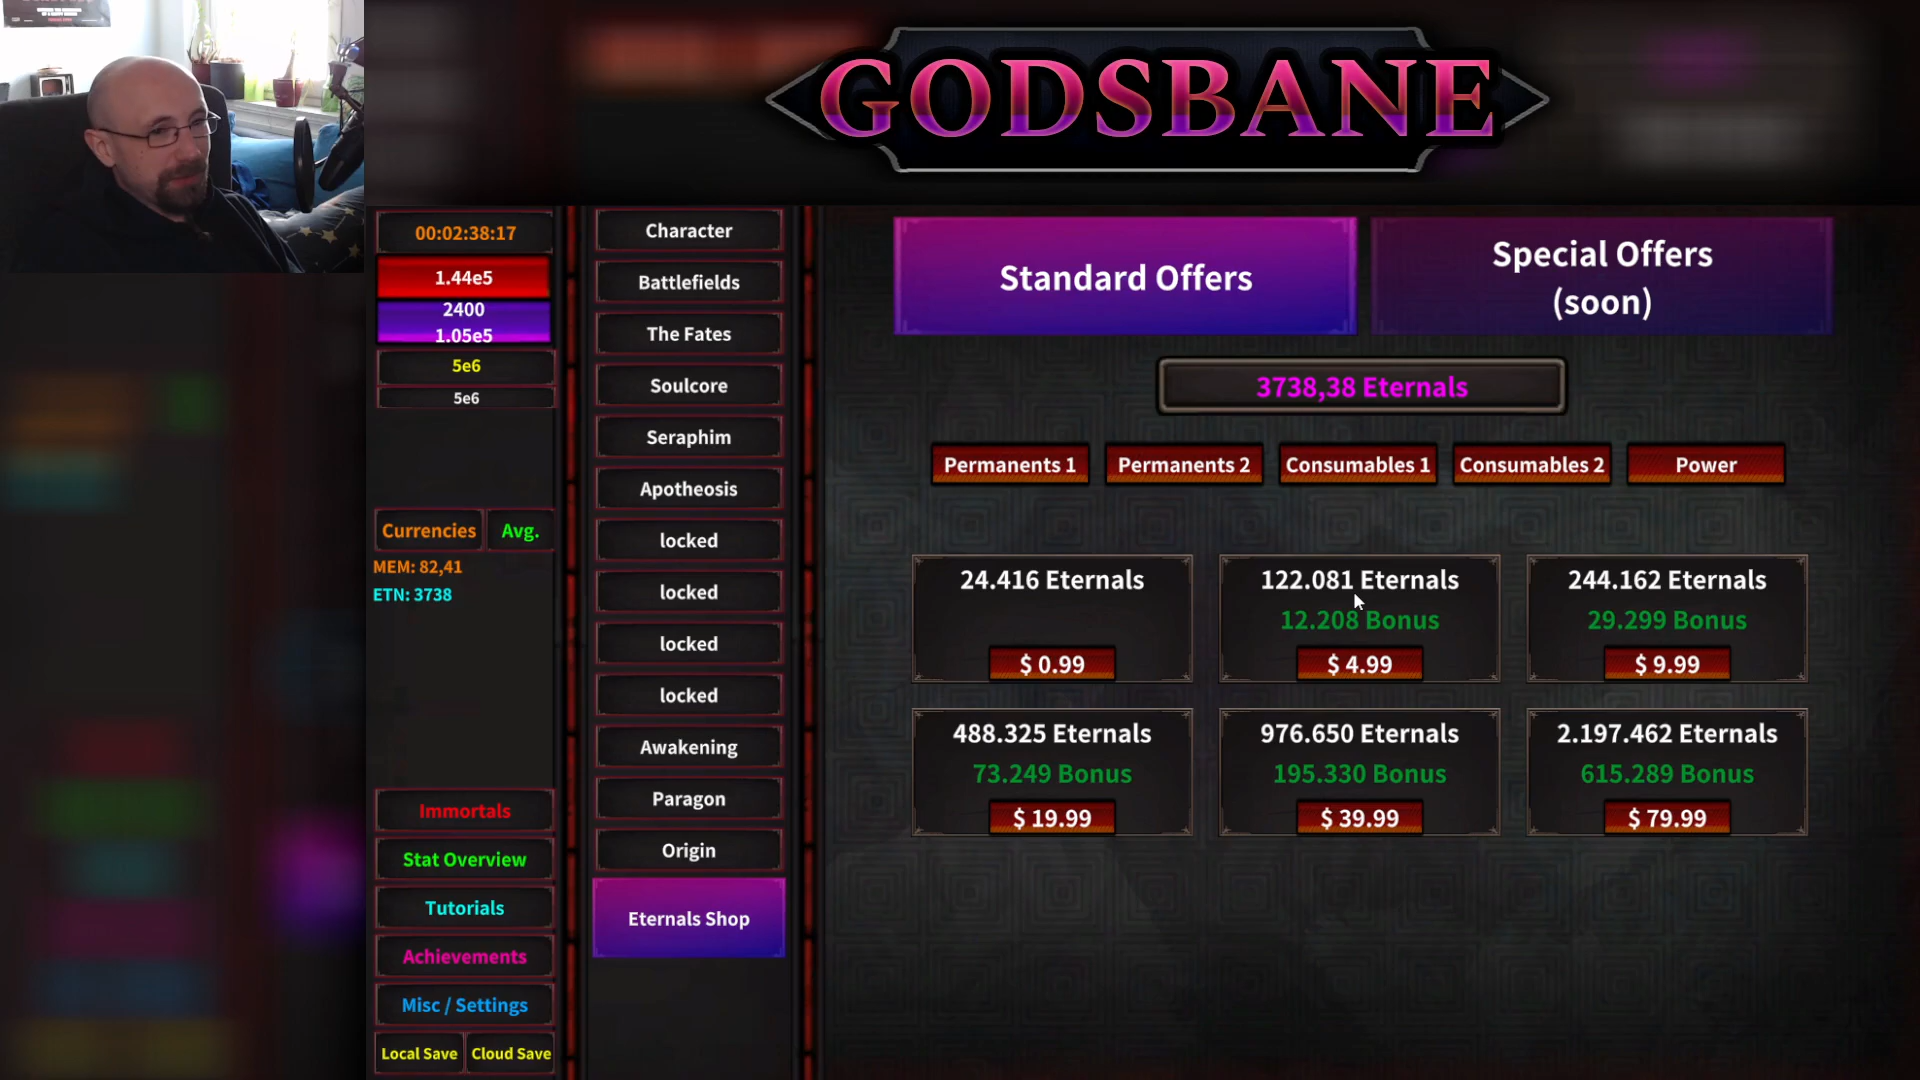 GODSBANE
00:02:38:17
1.44e5
2400
1.05e5
5e6
5e6
Currencies
Avg.
MEM: 82,41
ETN: 3738
Immortals
Stat Overview
Tutorials
Achievements
Misc / Settings
Local Save
Cloud Save
Character
Battlefields
The Fates
Soulcore
Seraphim
Apotheosis
locked
locked
locked
locked
Awakening
Paragon
Origin
Eternals Shop
Standard Offers
Special Offers
(soon)
3738,38 Eternals
Permanents 1
Permanents 2
Consumables 1
Consumables 2
Power
24.416 Eternals
$ 0.99
122.081 Eternals
12.208 Bonus
$ 4.99
244.162 Eternals
29.299 Bonus
$ 9.99
488.325 Eternals
73.249 Bonus
$ 19.99
976.650 Eternals
195.330 Bonus
$ 39.99
2.197.462 Eternals
615.289 Bonus
$ 79.99